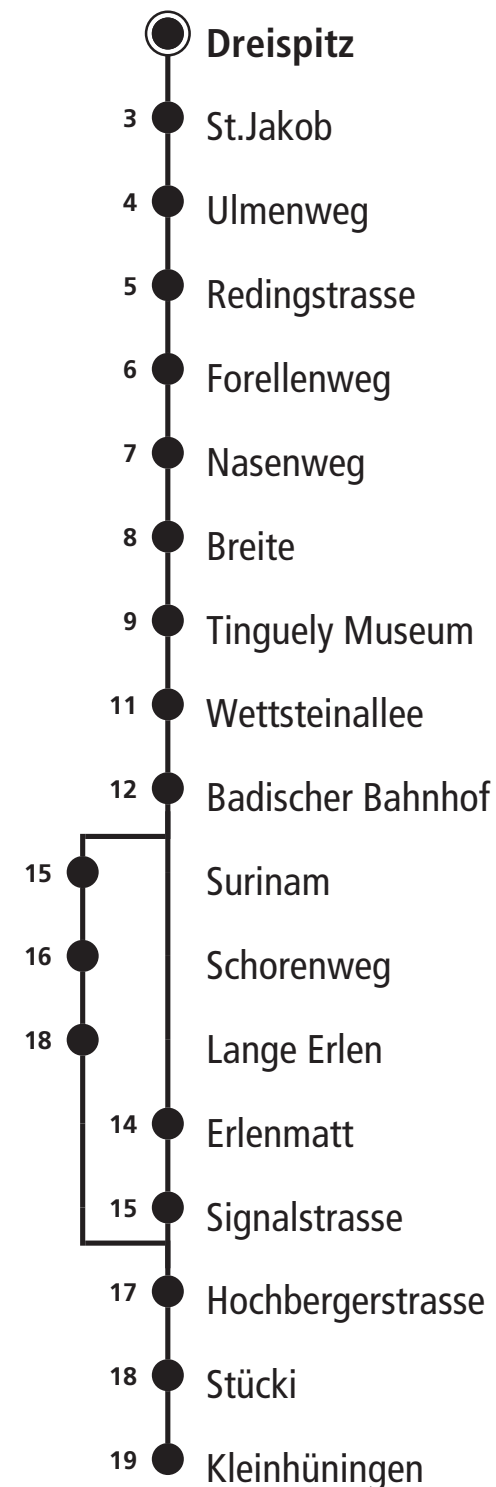 Dreispitz
3 St.Jakob
4 Ulmenweg
5 Redingstrasse
6 Forellenweg
7 Nasenweg
8 Breite
9 Tinguely Museum
11 Wettsteinallee
12 Badischer Bahnhof
15 Surinam
16 Schorenweg
18 Lange Erlen
14 Erlenmatt
15 Signalstrasse
17 Hochbergerstrasse
18 Stücki
19 Kleinhüningen